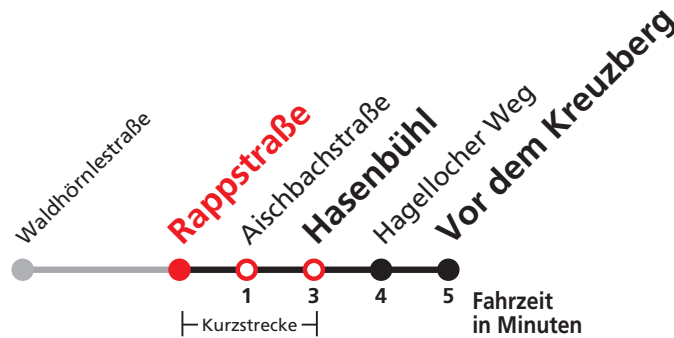 Waldhörnlestraße
Rappstraße
Aischbachstraße
Hasenbühl
Hagellocher Weg
Vor dem Kreuzberg
1 3 4 5 Fahrzeit
in Minuten
Kurzstrecke